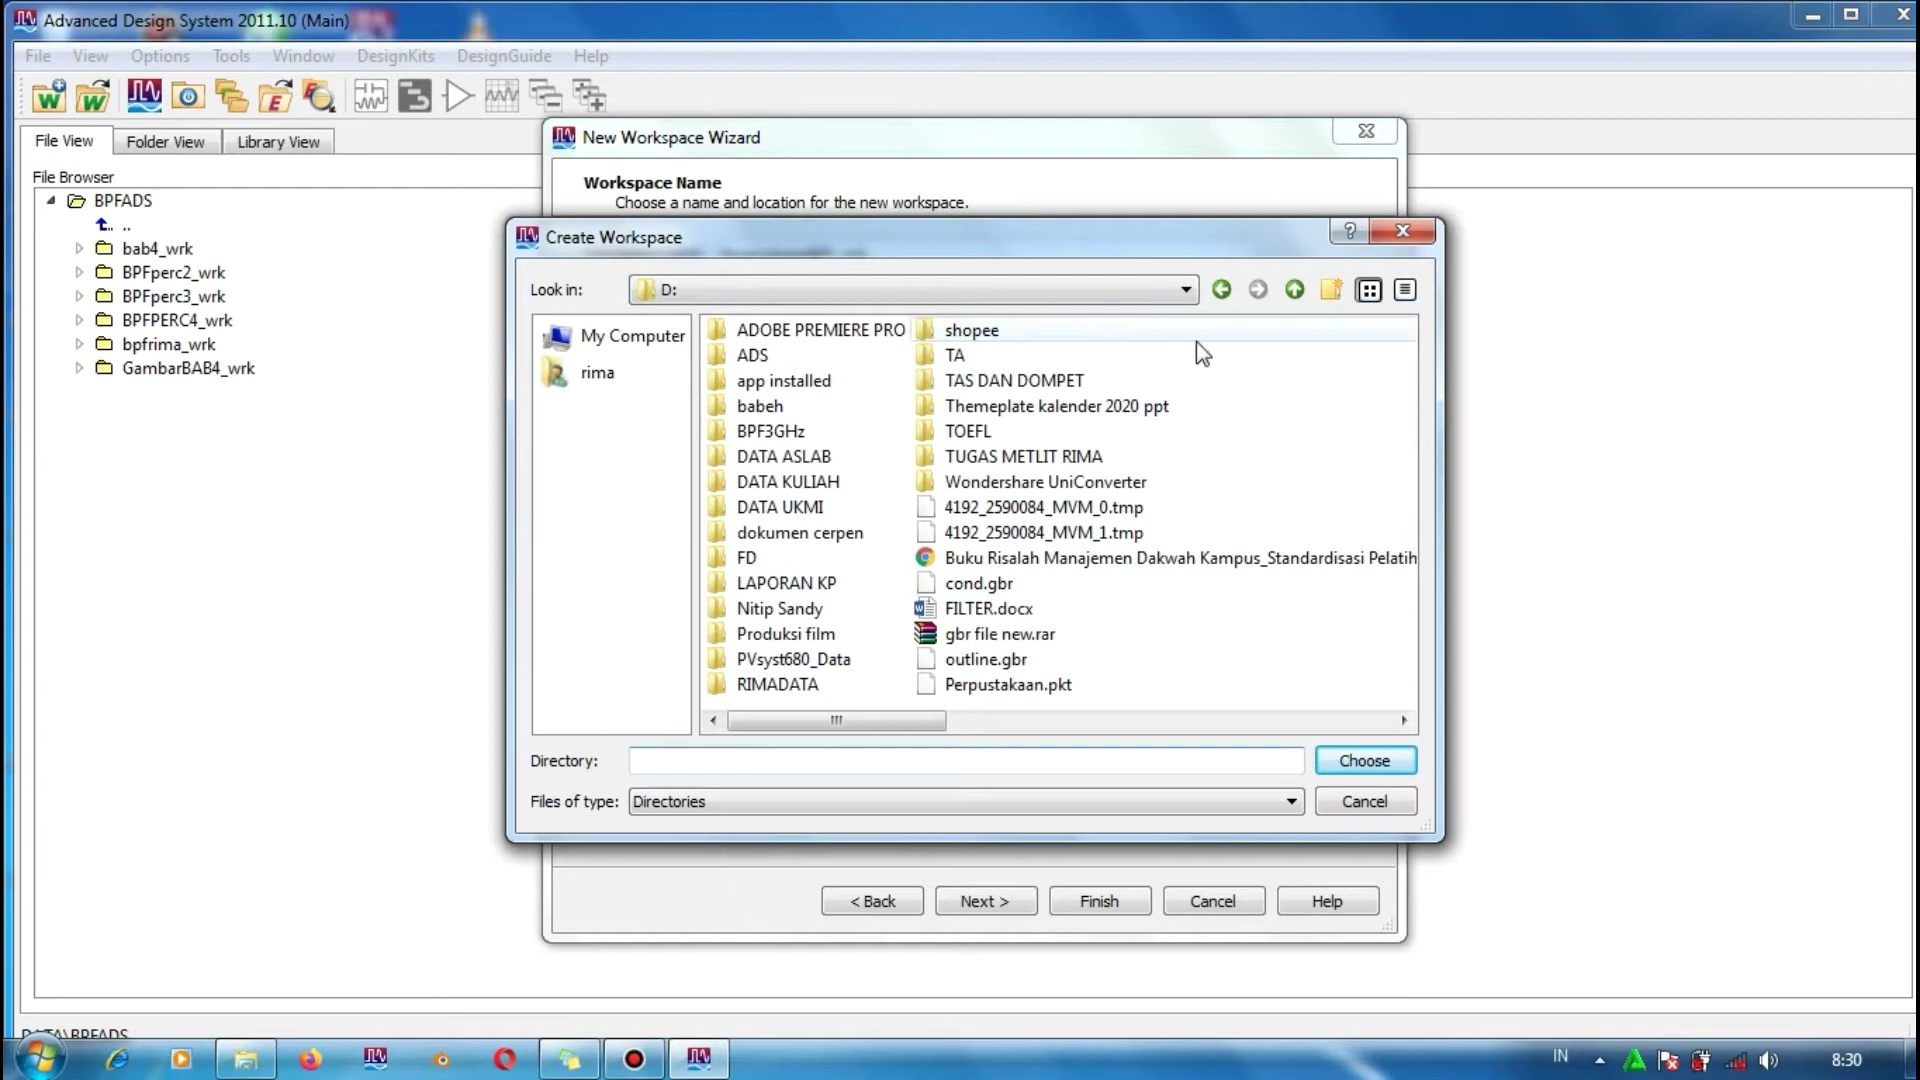 Advanced Design System 2011.10 (Main)
File View Options Tools Window DesignKits DesignGuide Help
File View Folder View Library View
File Browser
BPFADS
..
bab4_wrk
BPFperc2_wrk
BPFperc3_wrk
BPFPERC4_wrk
bpfrima_wrk
GambarBAB4_wrk
New Workspace Wizard
Workspace Name
Choose a name and location for the new workspace.
Create Workspace
Look in: D:
My Computer
rima
ADOBE PREMIERE PRO
ADS
app installed
babeh
BPF3GHz
DATA ASLAB
DATA KULIAH
DATA UKMI
dokumen cerpen
FD
LAPORAN KP
Nitip Sandy
Produksi film
PVsyst680_Data
RIMADATA
shopee
TA
TAS DAN DOMPET
Themeplate kalender 2020 ppt
TOEFL
TUGAS METLIT RIMA
Wondershare UniConverter
4192_2590084_MVM_0.tmp
4192_2590084_MVM_1.tmp
Buku Risalah Manajemen Dakwah Kampus_Standardisasi Pelatih
cond.gbr
FILTER.docx
gbr file new.rar
outline.gbr
Perpustakaan.pkt
Directory: Choose
Files of type: Directories Cancel
< Back Next > Finish Cancel Help
IN 8:30